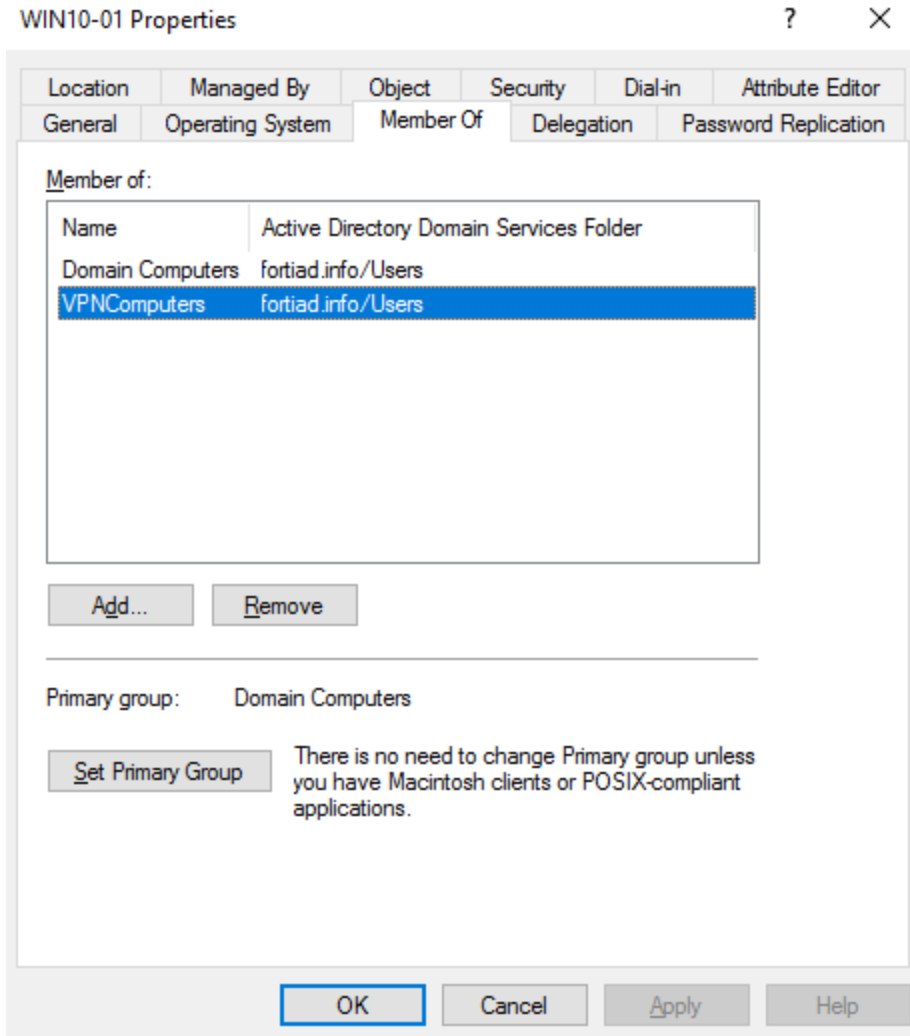 WIN10-01 Properties ? ×
Location Managed By Object Security Dial-in Attribute Editor
General Operating System Member Of Delegation Password Replication
Member of:
Name Active Directory Domain Services Folder
Domain Computers fortiad.info/Users
VPNComputers fortiad.info/Users
Add... Remove
Primary group: Domain Computers
Set Primary Group
There is no need to change Primary group unless
you have Macintosh clients or POSIX-compliant
applications.
OK Cancel Apply Help